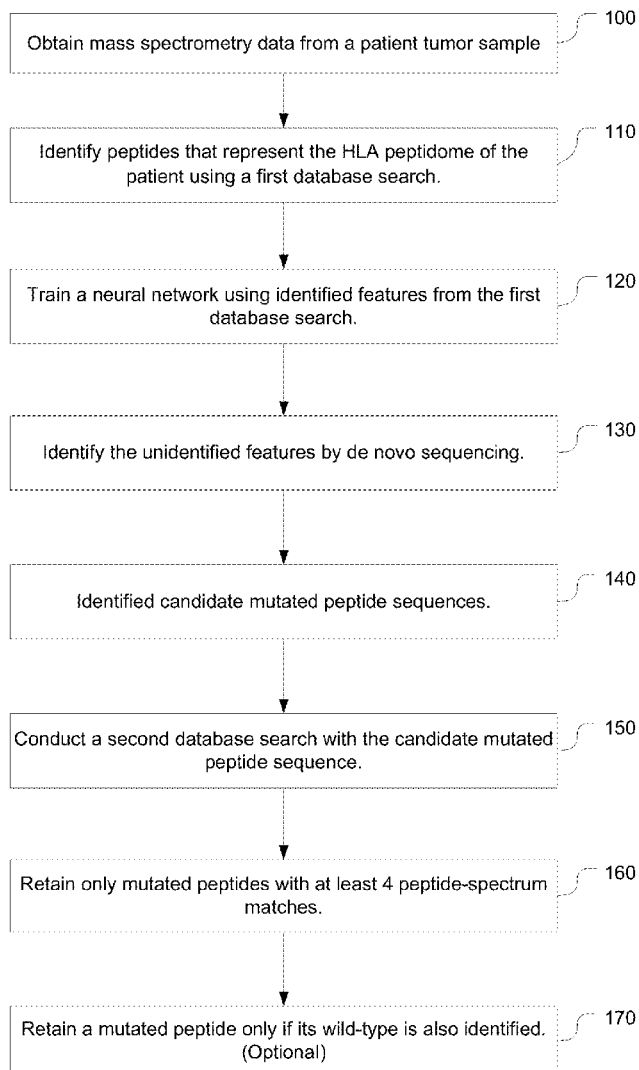 100
Obtain mass spectrometry data from a patient tumor sample
110
Identify peptides that represent the HLA peptidome of the
patient using a first database search.
120
Train a neural network using identified features from the first
database search.
130
Identify the unidentified features by de novo sequencing.
140
Identified candidate mutated peptide sequences.
150
Conduct a second database search with the candidate mutated
peptide sequence.
160
Retain only mutated peptides with at least 4 peptide-spectrum
matches.
170
Retain a mutated peptide only if its wild-type is also identified.
(Optional)